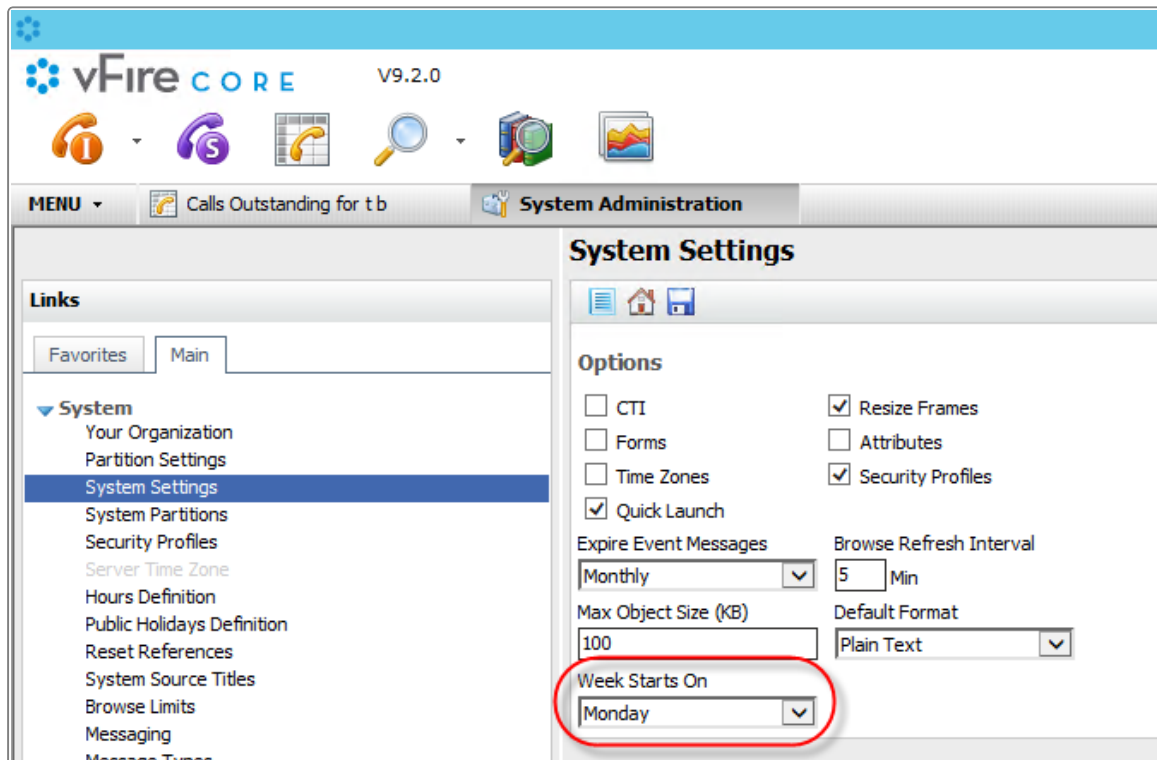 vFire CORE V9.2.0
MENU Calls Outstanding for t b System Administration
Links
Favorites Main
System
Your Organization
Partition Settings
System Settings
System Partitions
Security Profiles
Server Time Zone
Hours Definition
Public Holidays Definition
Reset References
System Source Titles
Browse Limits
Messaging
Message Types
System Settings
Options
CTI Resize Frames
Forms Attributes
Time Zones Security Profiles
Quick Launch
Expire Event Messages Browse Refresh Interval
Monthly 5 Min
Max Object Size (KB) Default Format
100 Plain Text
Week Starts On
Monday